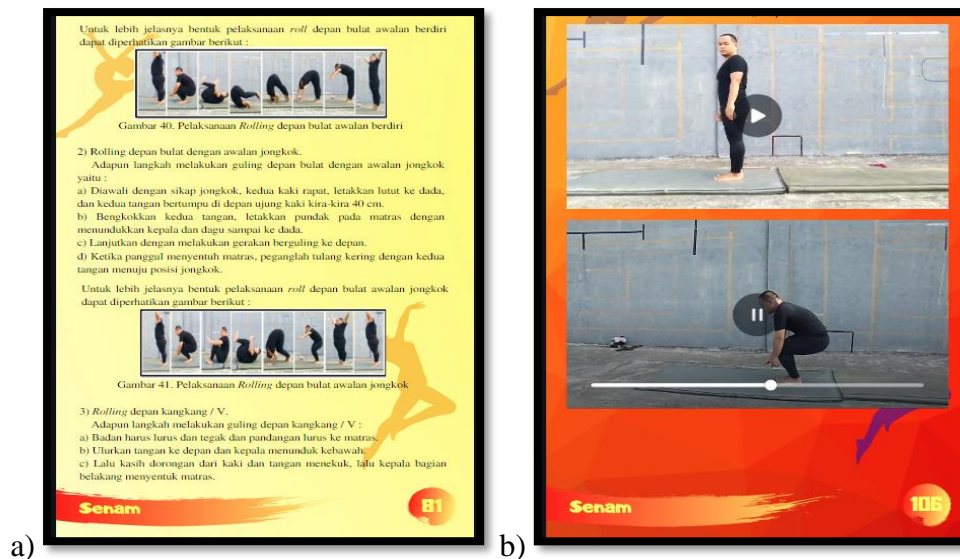 Untuk lebih jelasnya bentuk pelaksanaan roll depan bulat awalan berdiri
dapat diperhatikan gambar berikut :
Gambar 40. Pelaksanaan Rolling depan bulat awalan berdiri
2) Rolling depan bulat dengan awalan jongkok.
Adapun langkah melakukan guling depan bulat dengan awalan jongkok
yaitu :
a) Diawali dengan sikap jongkok, kedua kaki rapat, letakkan lutut ke dada,
dan kedua tangan bertumpu di depan ujung kaki kira-kira 40 cm.
b) Bengkokkan kedua tangan, letakkan pundak pada matras dengan
menundukkan kepala dan dagu sampai ke dada.
c) Lanjutkan dengan melakukan gerakan berguling ke depan.
d) Ketika panggul menyentuh matras, peganglah tulang kering dengan kedua
tangan menuju posisi jongkok.
Untuk lebih jelasnya bentuk pelaksanaan roll depan bulat awalan jongkok
dapat diperhatikan gambar berikut :
Gambar 41. Pelaksanaan Rolling depan bulat awalan jongkok
3) Rolling depan kangkang / V.
Adapun langkah melakukan guling depan kangkang / V :
a) Badan harus lurus dan tegak dan pandangan lurus ke matras.
b) Ulurkan tangan ke depan dan kepala menunduk kebawah.
c) Lalu kasih dorongan dari kaki dan tangan menekuk, lalu kepala bagian
belakang menyentuk matras.
Senam
81
a)
Senam
106
b)